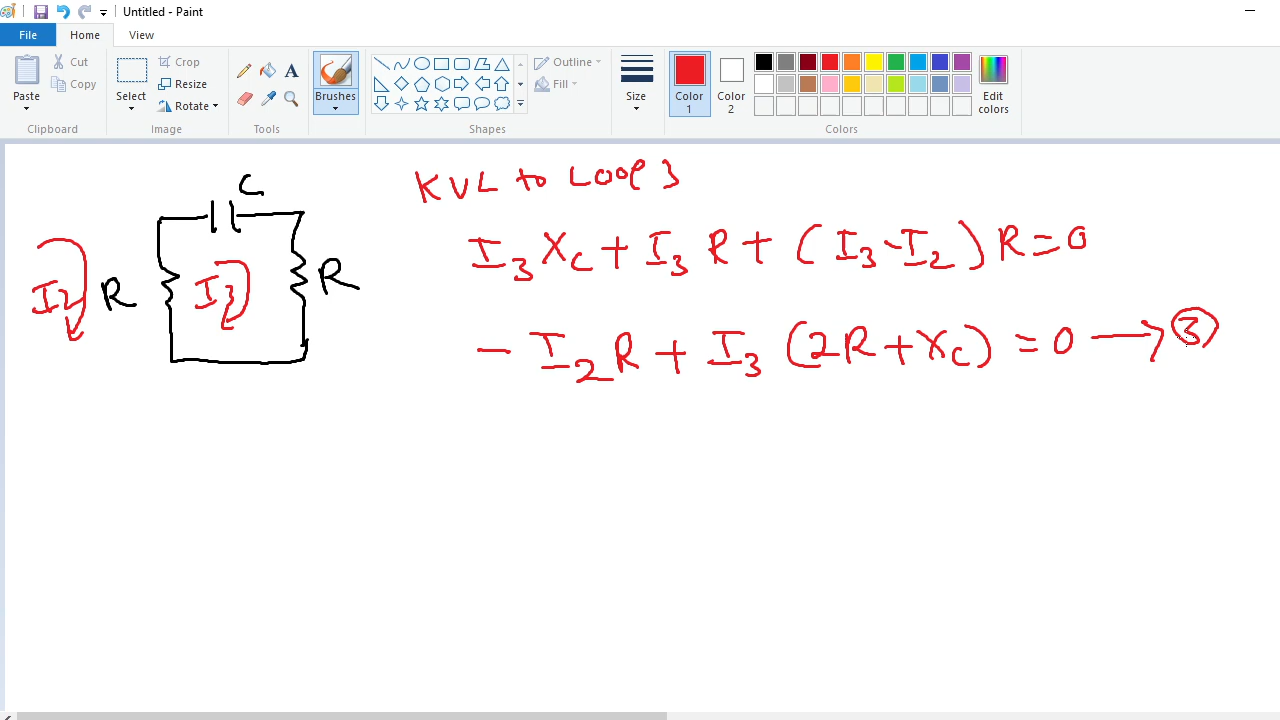 Untitled - Paint
File Home View
Paste Cut Copy
Select Crop Resize Rotate
Brushes
Outline
Fill
Size
Color 1
Color 2
Edit colors
Clipboard Image Tools Shapes Colors
KVL to Loop 3
I₃ Xc + I₃ R + (I₃ - I₂) R = 0
- I₂ R + I₃ (2R + Xc) = 0 → ③
C
I₂ R I₃ R